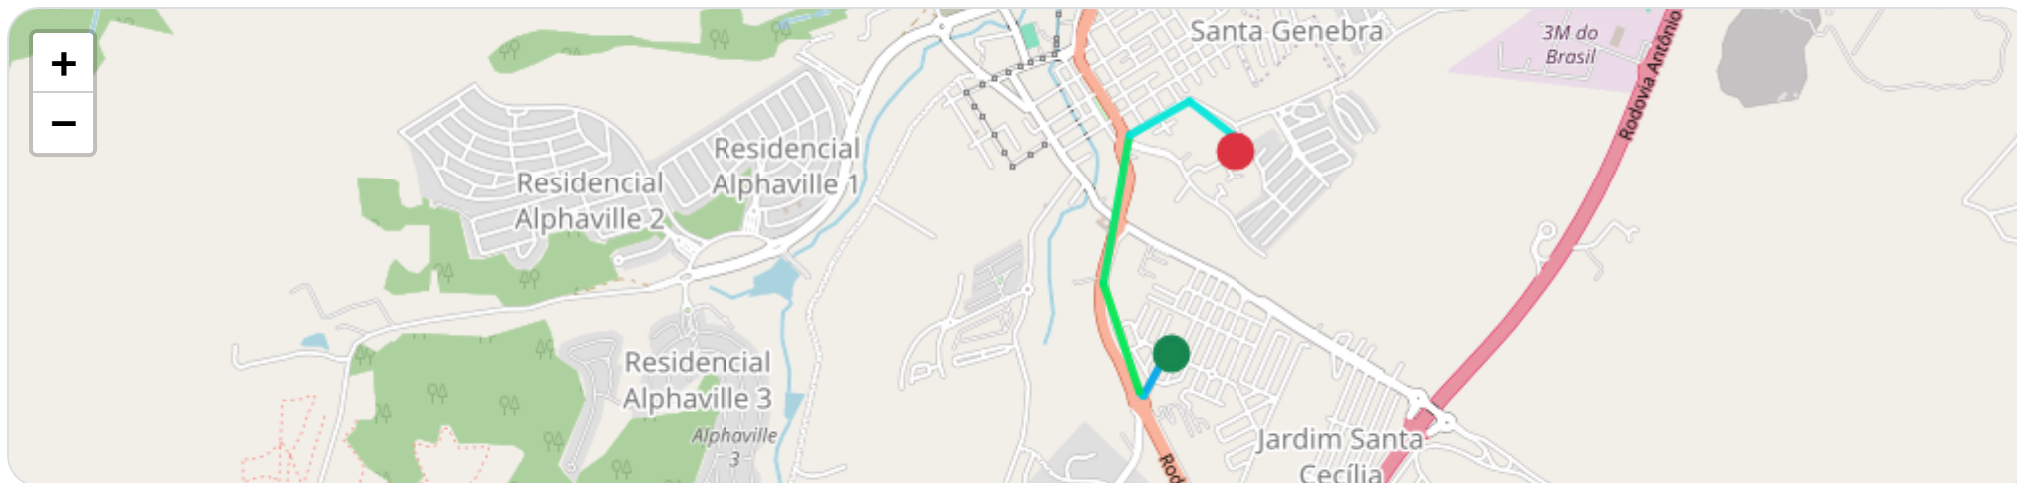 +
−
Santa Genebra
3M do
Brasil
Rodovia Antônio
Residencial
Alphaville 1
Residencial
Alphaville 2
Residencial
Alphaville 3
Alphaville
3
Jardim Santa
Cecília
Rod